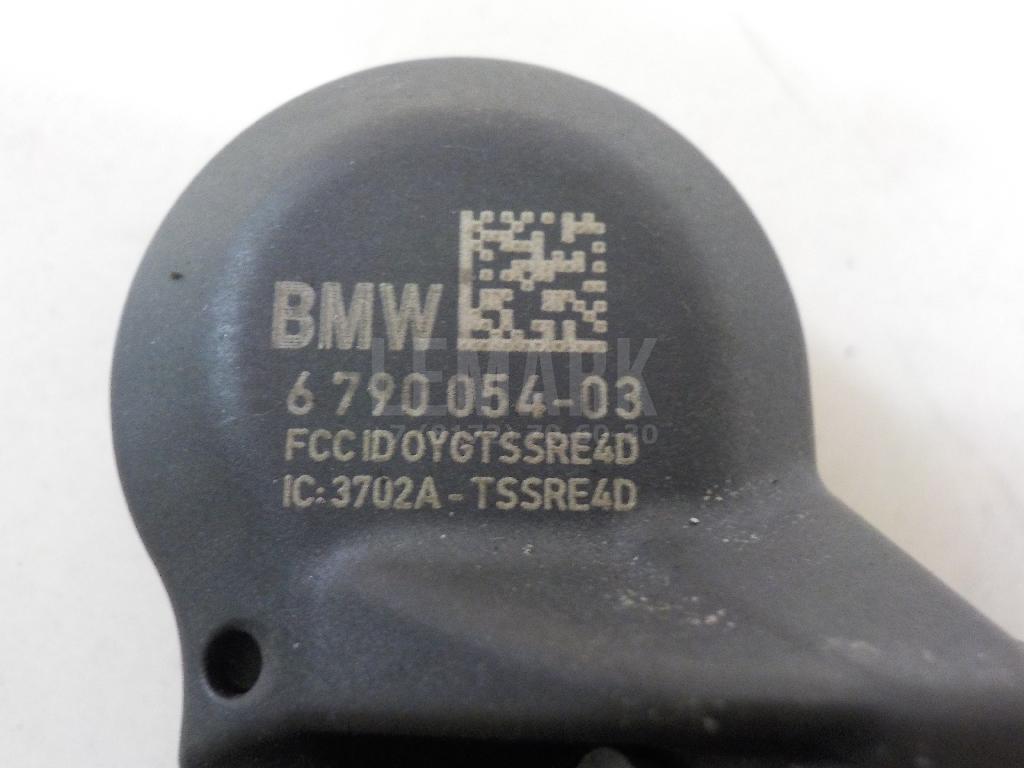 BMW
LEMARK
6 790 054-03
FCC ID OYGTSSRE4D
IC: 3702A - TSSRE4D